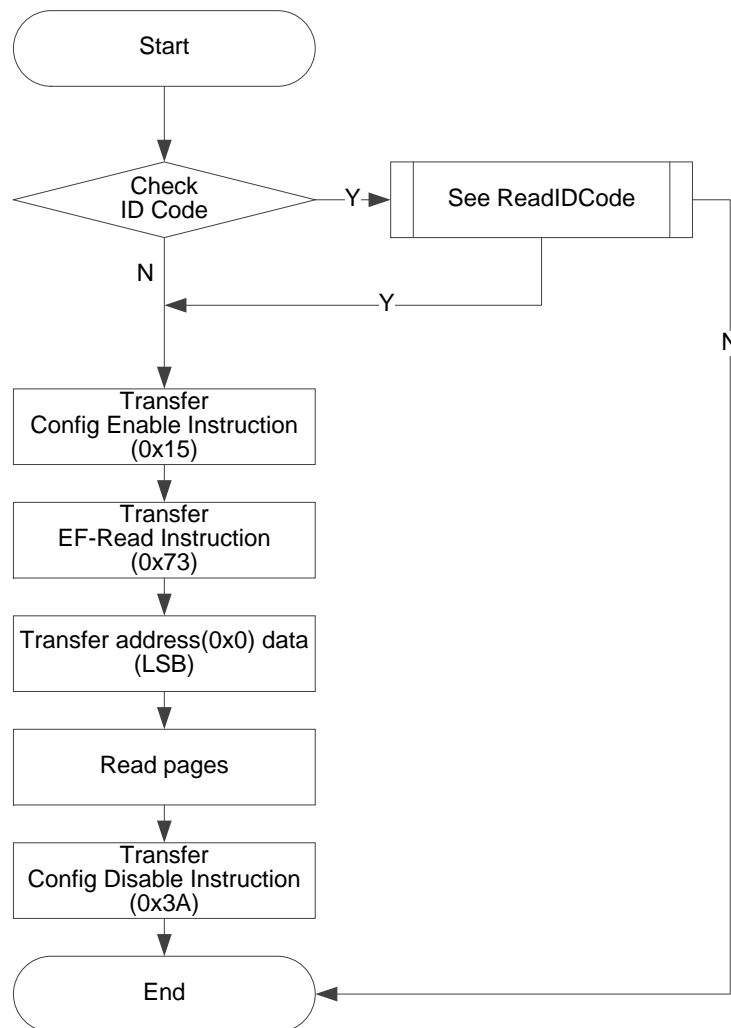 Start
Check
ID Code
Y
See ReadIDCode
N
Y
N
Transfer
Config Enable Instruction
(0x15)
Transfer
EF-Read Instruction
(0x73)
Transfer address(0x0) data
(LSB)
Read pages
Transfer
Config Disable Instruction
(0x3A)
End